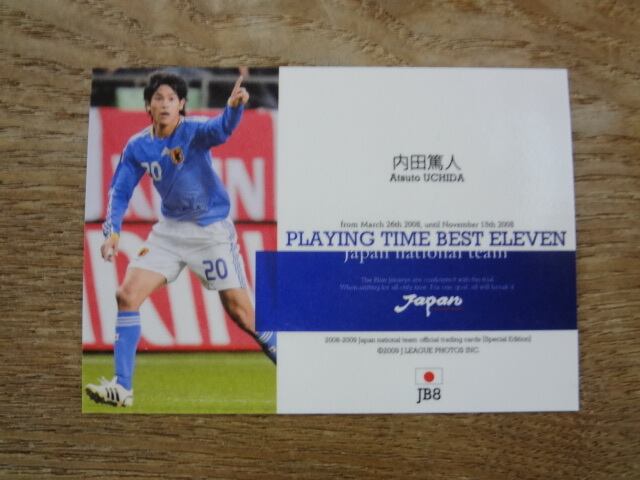 20
20
内田篤人
Atsuto UCHIDA
from March 26th 2008, until November 18th 2008
PLAYING TIME BEST ELEVEN
Japan national team
Japan
2008-2009 Japan national team official trading cards [Special Edition]
©2009 J.LEAGUE PHOTOS INC.
JB8